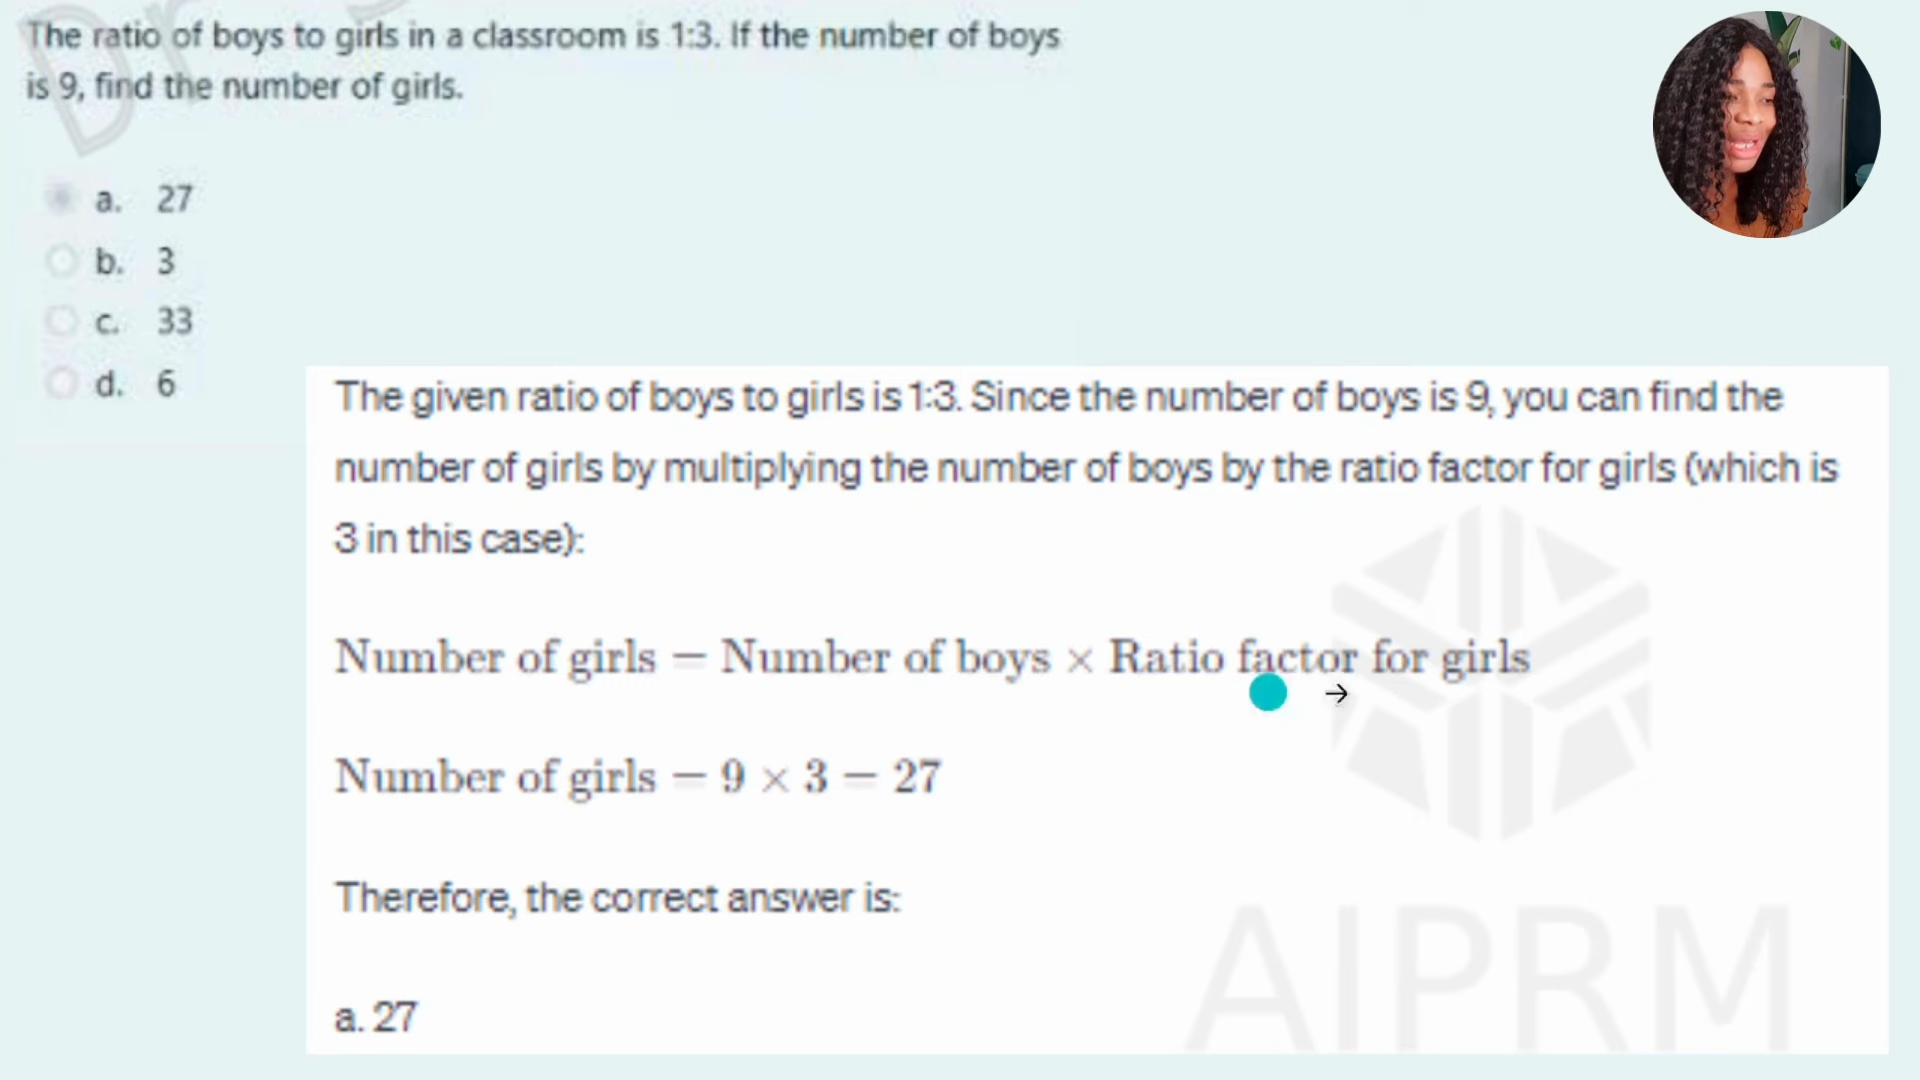 The ratio of boys to girls in a classroom is 1:3. If the number of boys
is 9, find the number of girls.
a. 27
b. 3
c. 33
d. 6
The given ratio of boys to girls is 1:3. Since the number of boys is 9, you can find the
number of girls by multiplying the number of boys by the ratio factor for girls (which is
3 in this case):
Number of girls = Number of boys × Ratio factor for girls
Number of girls = 9 × 3 = 27
Therefore, the correct answer is:
a. 27
AIPRM